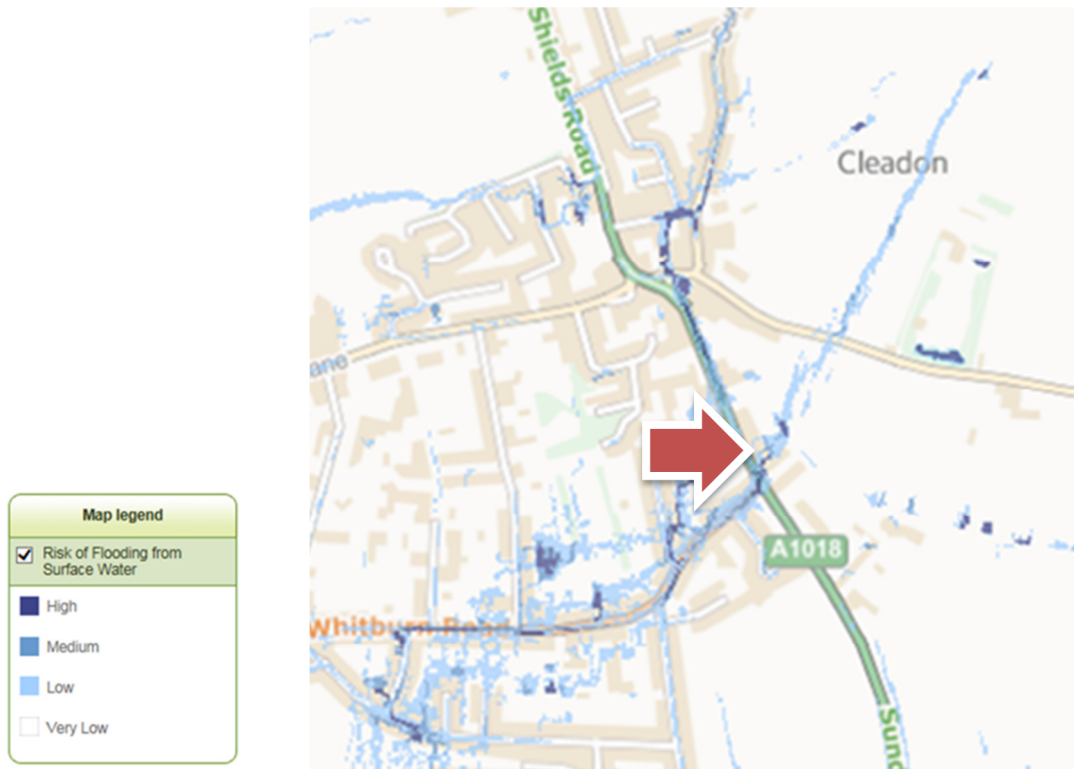 Shields Road
Cleadon
ane
A1018
Whitburn Road
Sund
Map legend
Risk of Flooding from
Surface Water
High
Medium
Low
Very Low